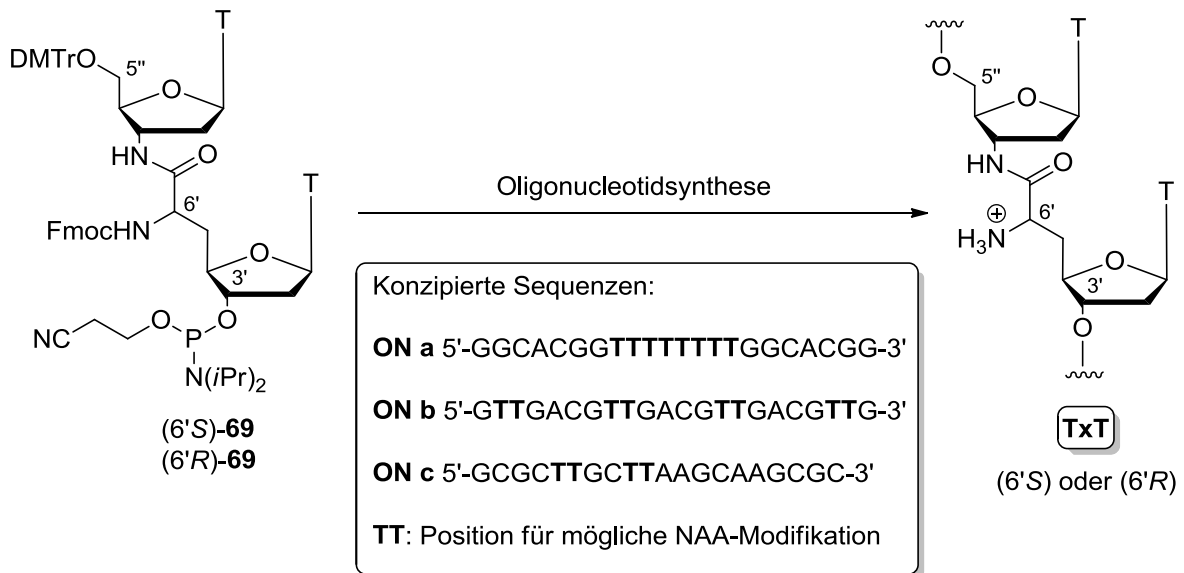 T
DMTrO
5"
O
HN
O
T
6'
FmocHN
O
3'
NC
O
O
P
N(iPr)₂
(6'S)-69
(6'R)-69
Oligonucleotidsynthese
Konzipierte Sequenzen:
ON a 5'-GGCACGGTTTTTTTTGGCACGG-3'
ON b 5'-GTTGACGTTGACGTTGACGTTG-3'
ON c 5'-GCGCTTGCTTAAGCAAGCGC-3'
TT: Position für mögliche NAA-Modifikation
T
O
5"
O
HN
O
T
6'
H₃N
+
O
3'
O
TxT
(6'S) oder (6'R)